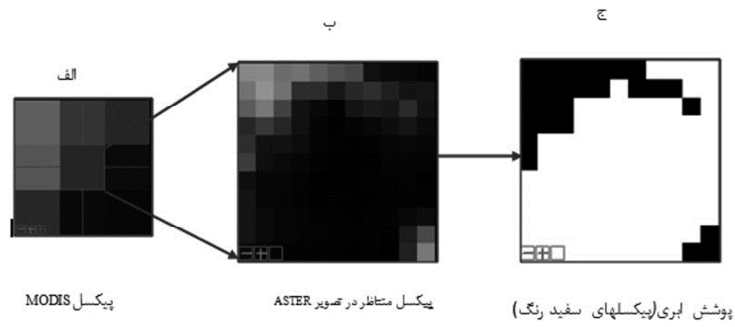 الف
ب
ج
پیکسل MODIS
پیکسل متناظر در تصویر ASTER
پوشش ابری(پیکسلهای سفید رنگ)